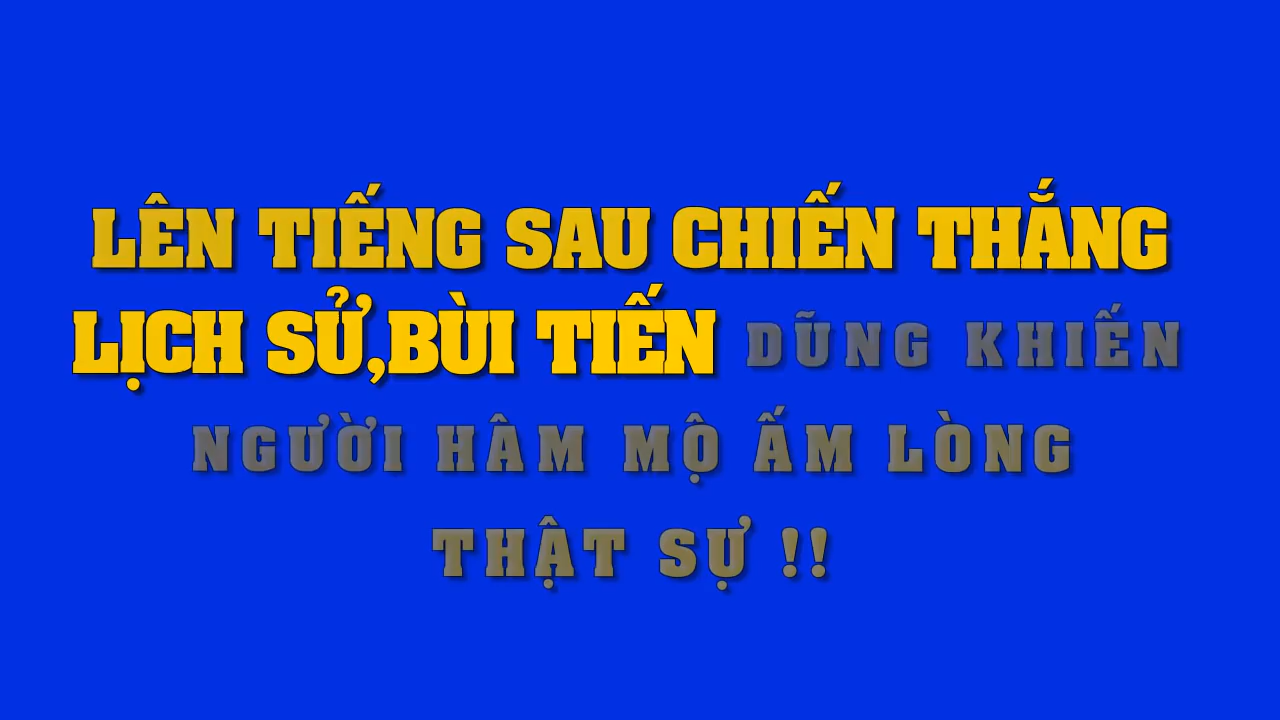 LÊN TIẾNG SAU CHIẾN THẮNG
LỊCH SỬ,BÙI TIẾN DŨNG KHIẾN
NGƯỜI HÂM MỘ ẤM LÒNG
THẬT SỰ !!